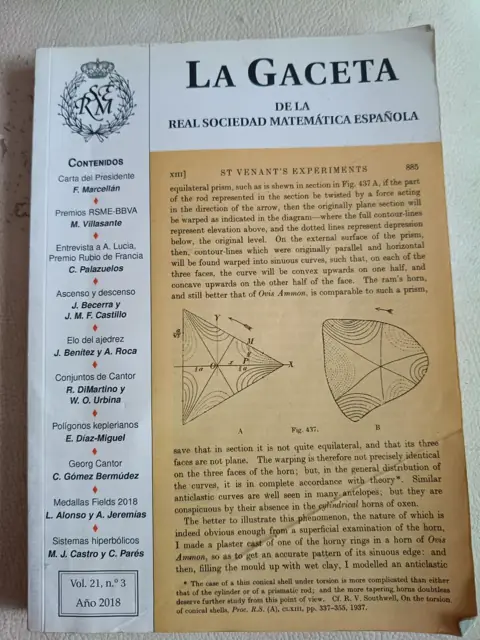 RSME
LA GACETA
DE LA
REAL SOCIEDAD MATEMÁTICA ESPAÑOLA
CONTENIDOS
Carta del Presidente
F. Marcellán
Premios RSME-BBVA
M. Villasante
Entrevista a A. Lucia,
Premio Rubio de Francia
C. Palazuelos
Ascenso y descenso
J. Becerra y
J. M. F. Castillo
Elo del ajedrez
J. Benítez y A. Roca
Conjuntos de Cantor
R. DiMartino y
W. O. Urbina
Polígonos keplerianos
E. Díaz-Miguel
Georg Cantor
C. Gómez Bermúdez
Medallas Fields 2018
L. Alonso y A. Jeremías
Sistemas hiperbólicos
M. J. Castro y C. Parés
Vol. 21, n.º 3
Año 2018
XIII] ST VENANT'S EXPERIMENTS 885
equilateral prism, such as is shewn in section in Fig. 437 A, if the part
of the rod represented in the section be twisted by a force acting
in the direction of the arrow, then the originally plane section will
be warped as indicated in the diagram—where the full contour-lines
represent elevation above, and the dotted lines represent depression
below, the original level. On the external surface of the prism,
then, contour-lines which were originally parallel and horizontal
will be found warped into sinuous curves, such that, on each of the
three faces, the curve will be convex upwards on one half, and
concave upwards on the other half of the face. The ram's horn,
and still better that of Ovis Ammon, is comparable to such a prism,
Y
M
O
P
X
A
Fig. 437.
B
save that in section it is not quite equilateral, and that its three
faces are not plane. The warping is therefore not precisely identical
on the three faces of the horn; but, in the general distribution of
the curves, it is in complete accordance with theory*. Similar
anticlastic curves are well seen in many antelopes; but they are
conspicuous by their absence in the cylindrical horns of oxen.
The better to illustrate this phenomenon, the nature of which is
indeed obvious enough from a superficial examination of the horn,
I made a plaster cast of one of the horny rings in a horn of Ovis
Ammon, so as to get an accurate pattern of its sinuous edge: and
then, filling the mould up with wet clay, I modelled an anticlastic
* The case of a thin conical shell under torsion is more complicated than either
that of the cylinder or of a prismatic rod; and the more tapering horns doubtless
deserve further study from this point of view. Cf. R. V. Southwell, On the torsion
of conical shells, Proc. R.S. (A), CLXIII, pp. 337–355, 1937.